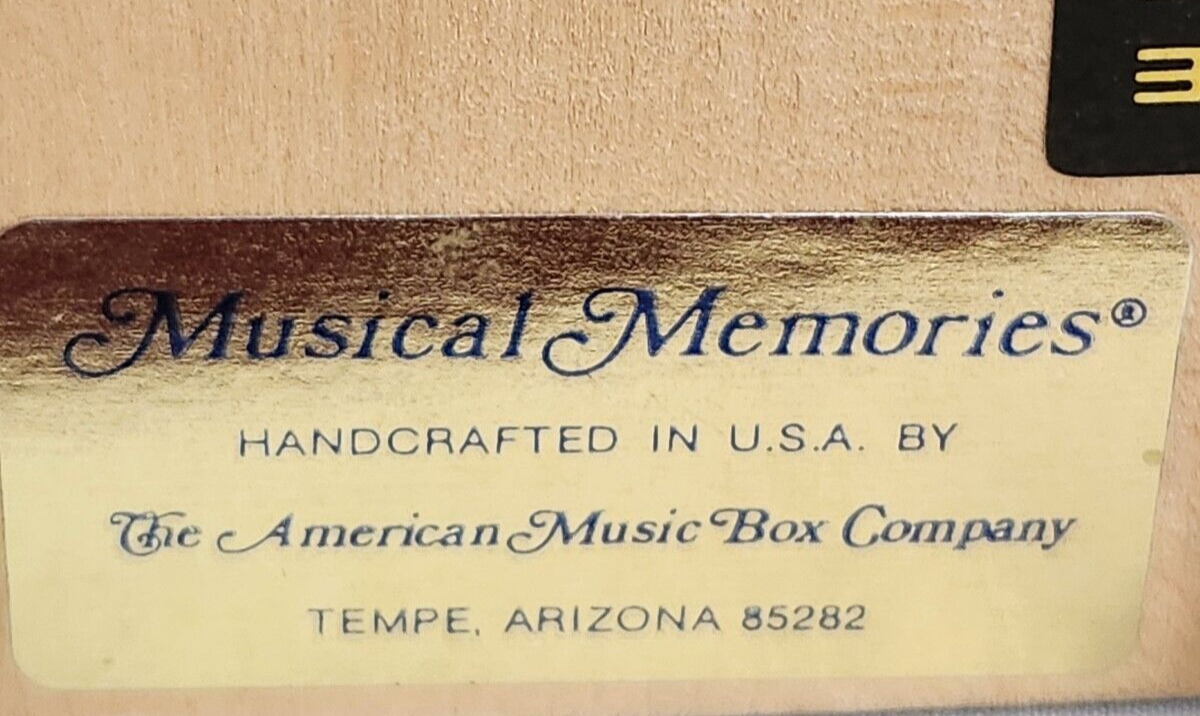 Musical Memories®
HANDCRAFTED IN U.S.A. BY
The American Music Box Company
TEMPE, ARIZONA 85282